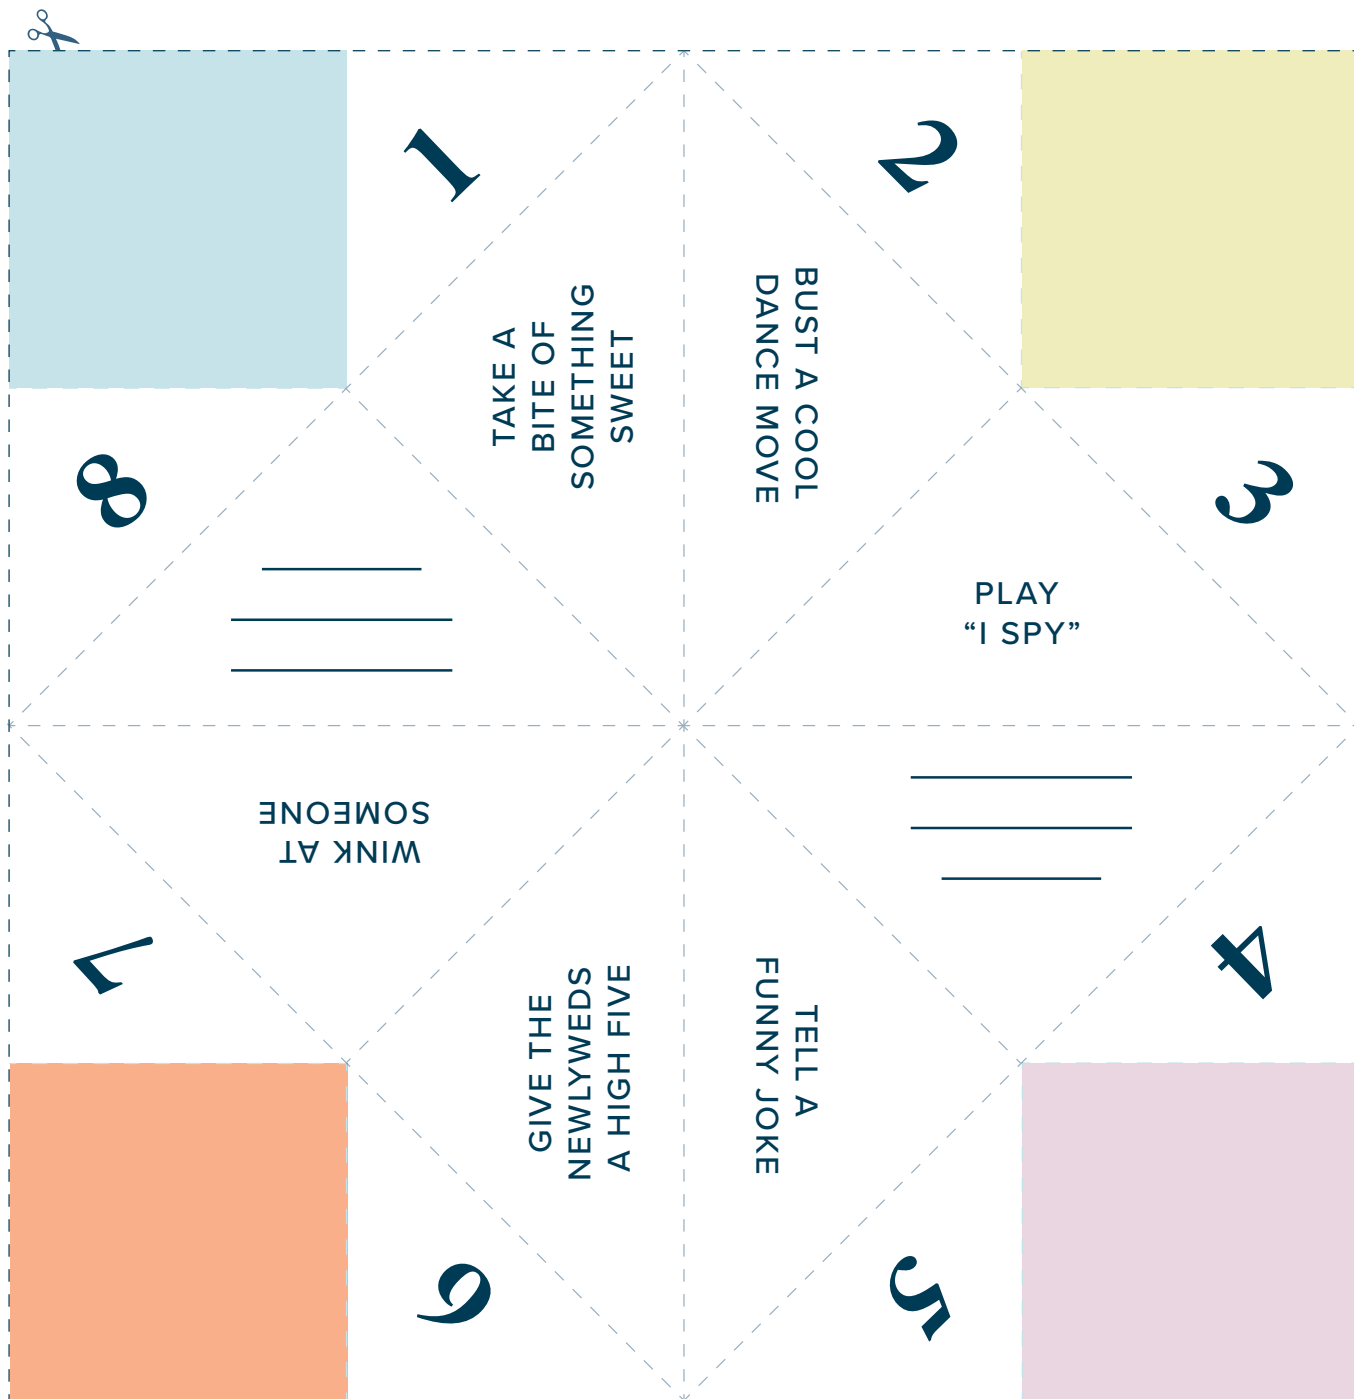 1
2
TAKE A
BITE OF
SOMETHING
SWEET
BUST A COOL
DANCE MOVE
8
3
PLAY
“I SPY”
WINK AT
SOMEONE
7
4
GIVE THE
NEWLYWEDS
A HIGH FIVE
TELL A
FUNNY JOKE
6
5